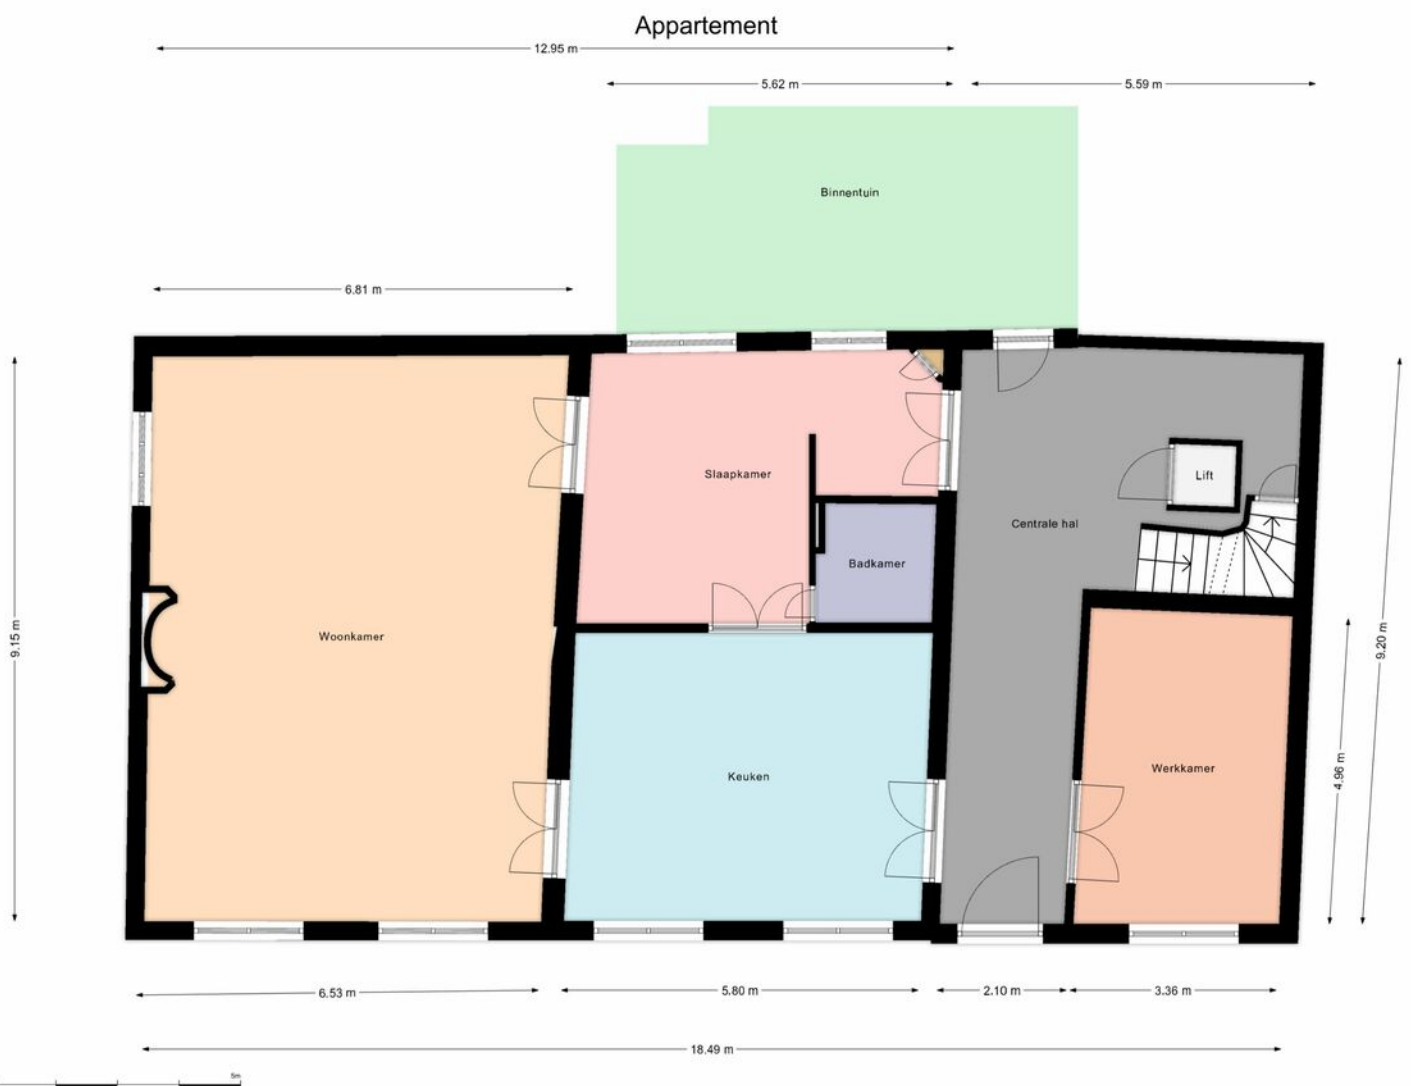 Appartement
12.95 m
5.62 m
5.59 m
Binnentuin
6.81 m
Slaapkamer
Lift
Centrale hal
Badkamer
Woonkamer
9.15 m
9.20 m
Keuken
Werkkamer
4.96 m
6.53 m
5.80 m
2.10 m
3.36 m
18.49 m
5m